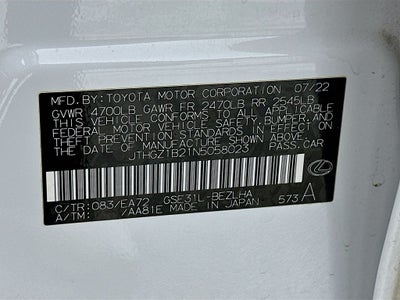 MFD. BY: TOYOTA MOTOR CORPORATION 07/22
GVWR 4700LB GAWR FR 2470LB RR 2545LB
THIS VEHICLE CONFORMS TO ALL APPLICABLE
FEDERAL MOTOR VEHICLE SAFETY, BUMPER, AND
THEFT PREVENTION STANDARDS IN EFFECT ON THE DATE OF
MANUFACTURE SHOWN ABOVE.
JTHGZ1B21N5058023 PASS.CAR
C/TR: 083/EA72 GSE31L-BEZLHA
A/TM: /AA81E MADE IN JAPAN 573 A